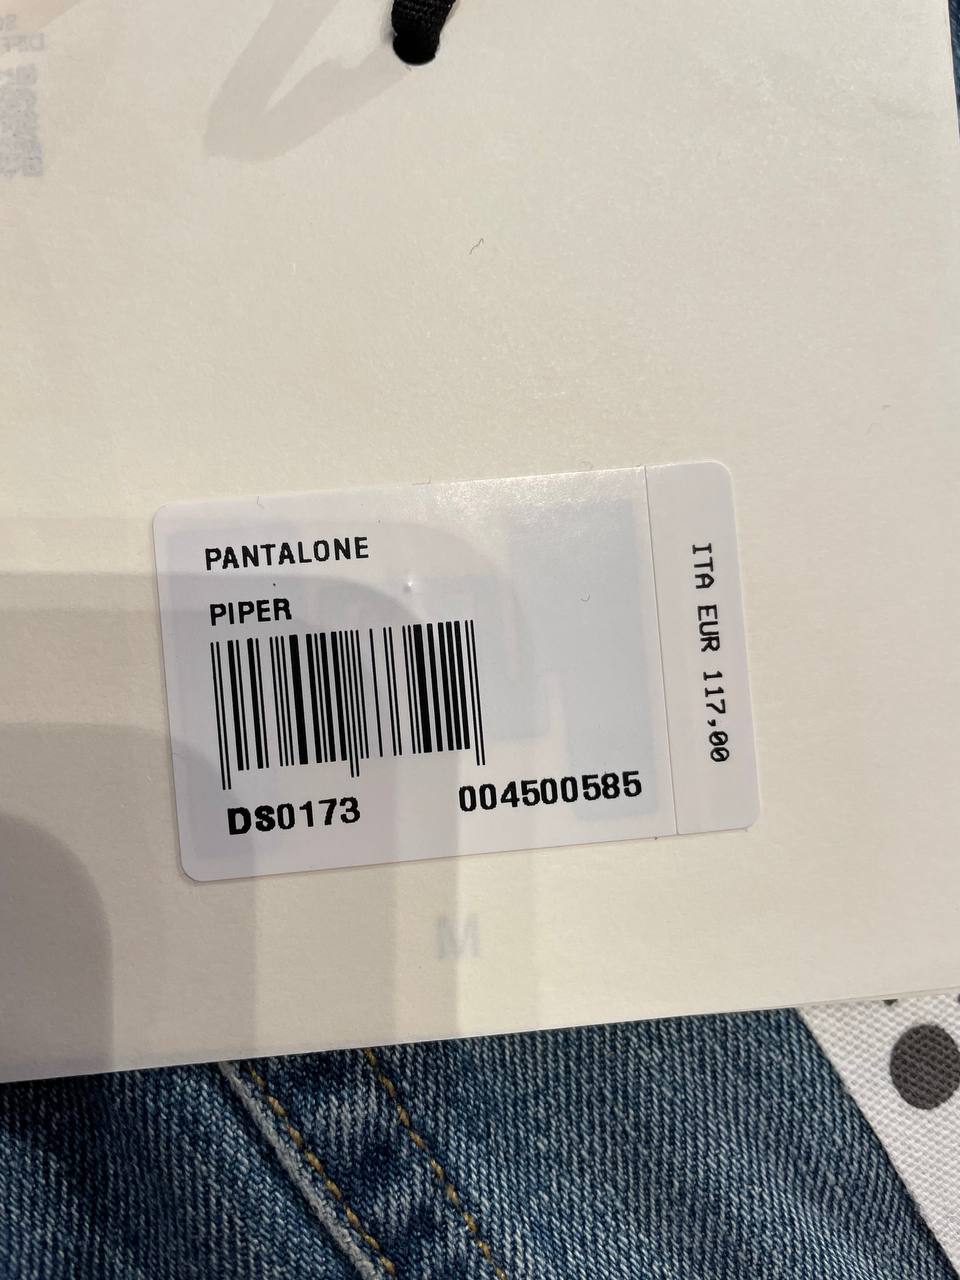 PANTALONE
PIPER
DS0173 004500585
ITA EUR 117,00
M